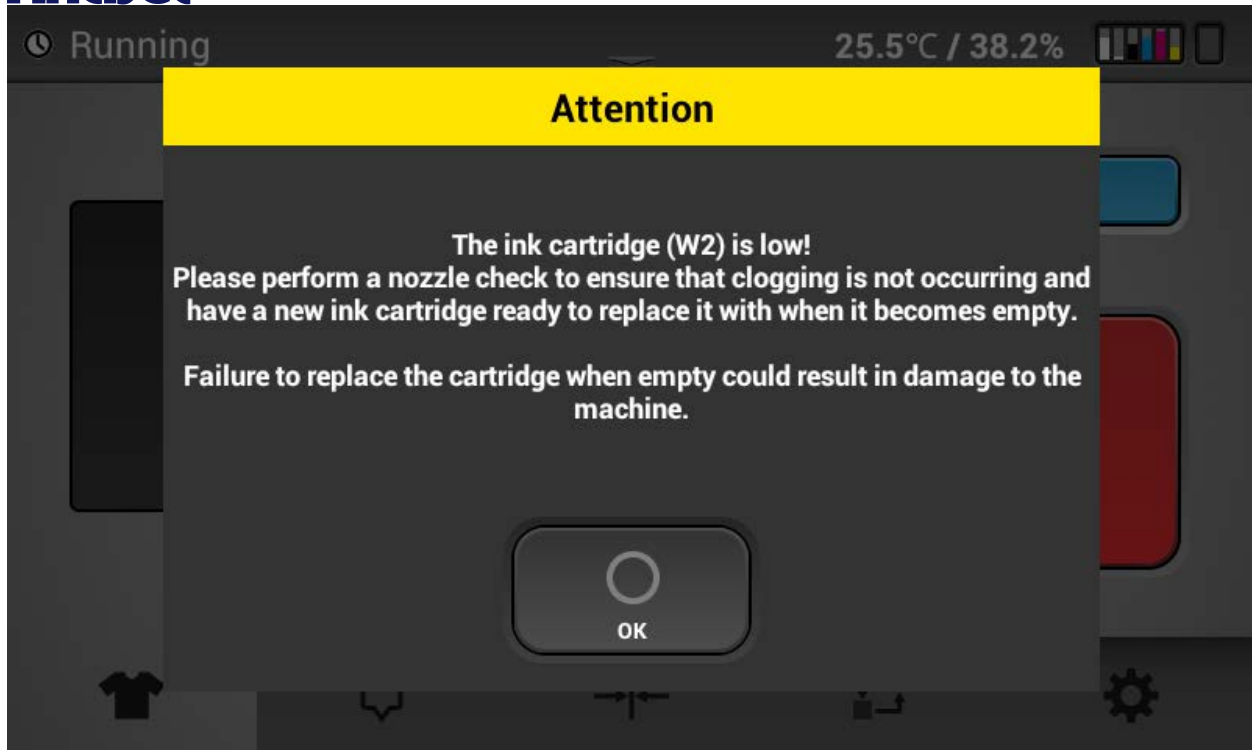 Running
25.5°C / 38.2%
Attention
The ink cartridge (W2) is low!
Please perform a nozzle check to ensure that clogging is not occurring and
have a new ink cartridge ready to replace it with when it becomes empty.
Failure to replace the cartridge when empty could result in damage to the
machine.
OK